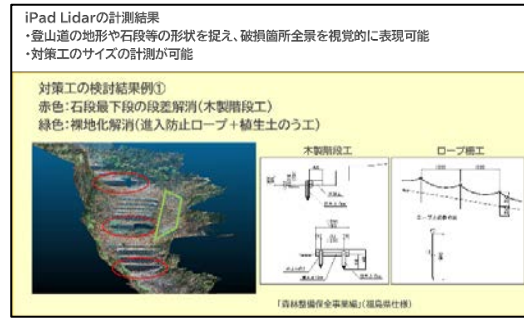 iPad Lidarの計測結果
・登山道の地形や石段等の形状を捉え、破損箇所全景を視覚的に表現可能
・対策工のサイズの計測が可能
対策工の検討結果例①
赤色:石段最下段の段差解消(木製階段工)
緑色:裸地化解消(進入防止ロープ+植生土のう工)
木製階段工
ロープ柵工
「森林整備保全事業編」(福島県仕様)